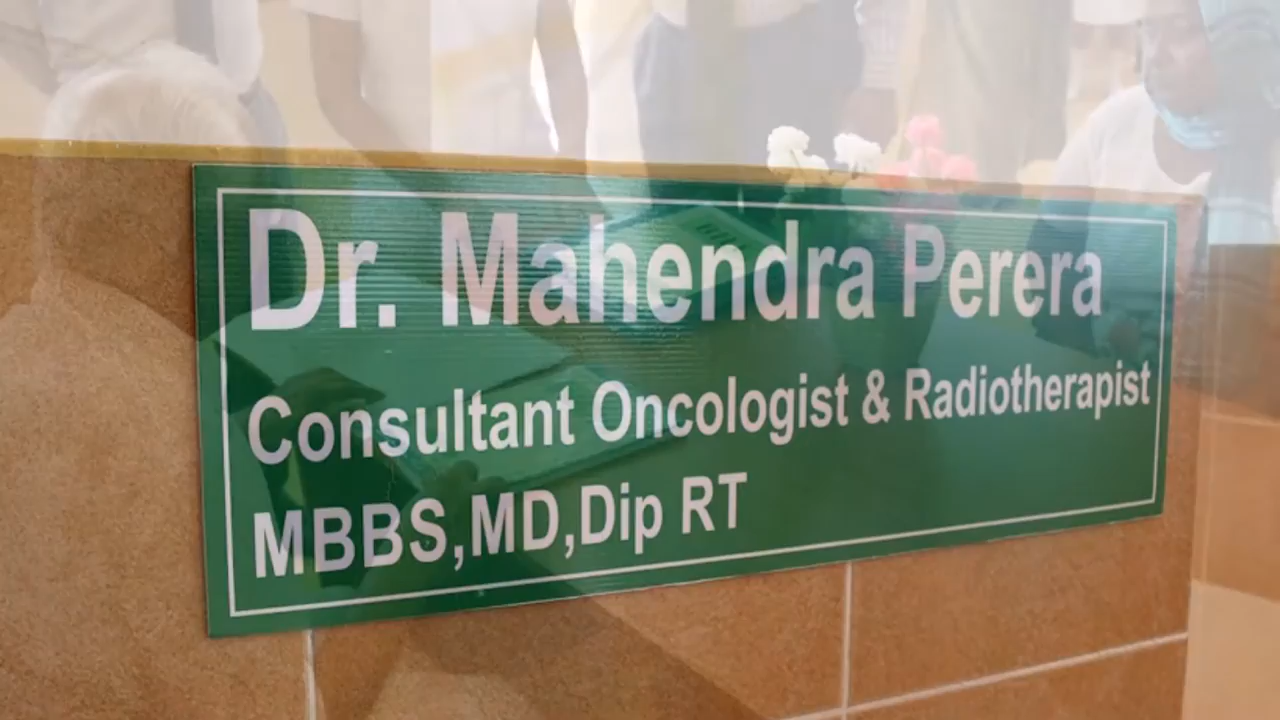 Dr. Mahendra Perera
Consultant Oncologist & Radiotherapist
MBBS,MD,Dip RT